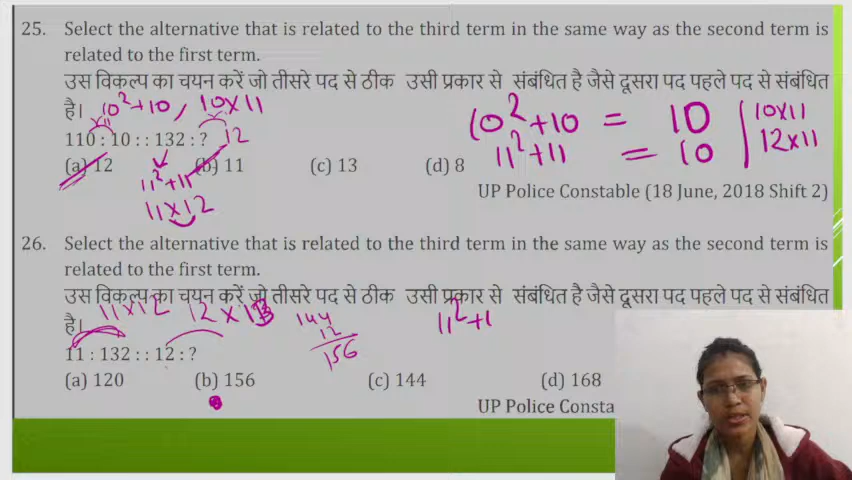 25. Select the alternative that is related to the third term in the same way as the second term is
related to the first term.
उस विकल्प का चयन करें जो तीसरे पद से ठीक उसी प्रकार से संबंधित है जैसे दूसरा पद पहले पद से संबंधित
है।
10²+10, 10×11
10²+10 = 10 10×11
110 : 10 : : 132 : ? 12
11²+11 = 10 12×11
(a) 12 (b) 11 (c) 13 (d) 8
11²+11
UP Police Constable (18 June, 2018 Shift 2)
11×12
26. Select the alternative that is related to the third term in the same way as the second term is
related to the first term.
उस विकल्प का चयन करें जो तीसरे पद से ठीक उसी प्रकार से संबंधित है जैसे दूसरा पद पहले पद से संबंधित
है।
11×12 12×13 144 11²+1
12
11 : 132 : : 12 : ? 156
(a) 120 (b) 156 (c) 144 (d) 168
UP Police Consta